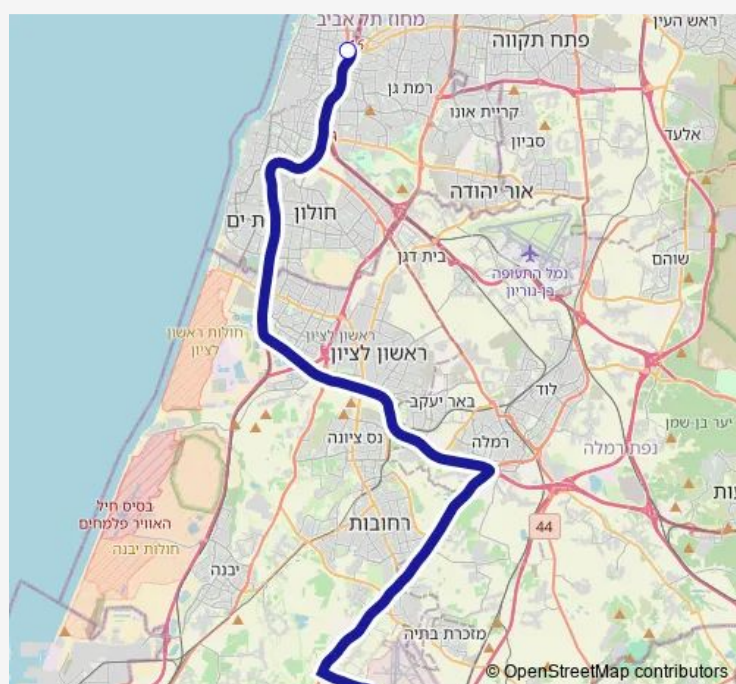 מחוז תל אביב
ראש העין
פתח תקווה
רמת גן
קריית אונו
סביון
אלעד
אור יהודה
חולון
ת ים
בית דגן
נמל התעופה
בן-גוריון
שוהם
חולות ראשון
לציון
ראשון לציון
ראשון לציון
לוד
באר יעקב
יער בן שמן
רמלה
נס ציונה
נפת רמלה
בסיס חיל
האוויר פלמחים
רחובות
44
חולות יבנה
יבנה
מזכרת בתיה
© OpenStreetMap contributors